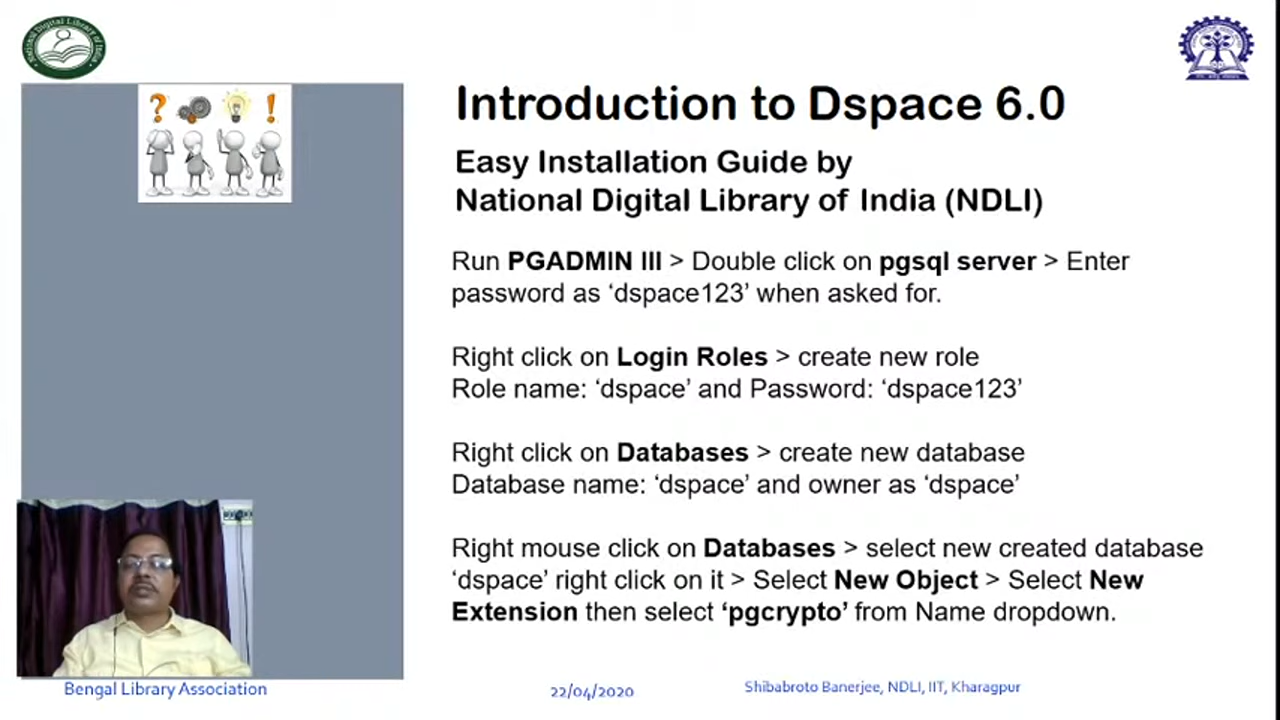 Introduction to Dspace 6.0
Easy Installation Guide by
National Digital Library of India (NDLI)
Run PGADMIN III > Double click on pgsql server > Enter
password as ‘dspace123’ when asked for.
Right click on Login Roles > create new role
Role name: ‘dspace’ and Password: ‘dspace123’
Right click on Databases > create new database
Database name: ‘dspace’ and owner as ‘dspace’
Right mouse click on Databases > select new created database
‘dspace’ right click on it > Select New Object > Select New
Extension then select ‘pgcrypto’ from Name dropdown.
Bengal Library Association
22/04/2020
Shibabroto Banerjee, NDLI, IIT, Kharagpur
National Digital Library of India